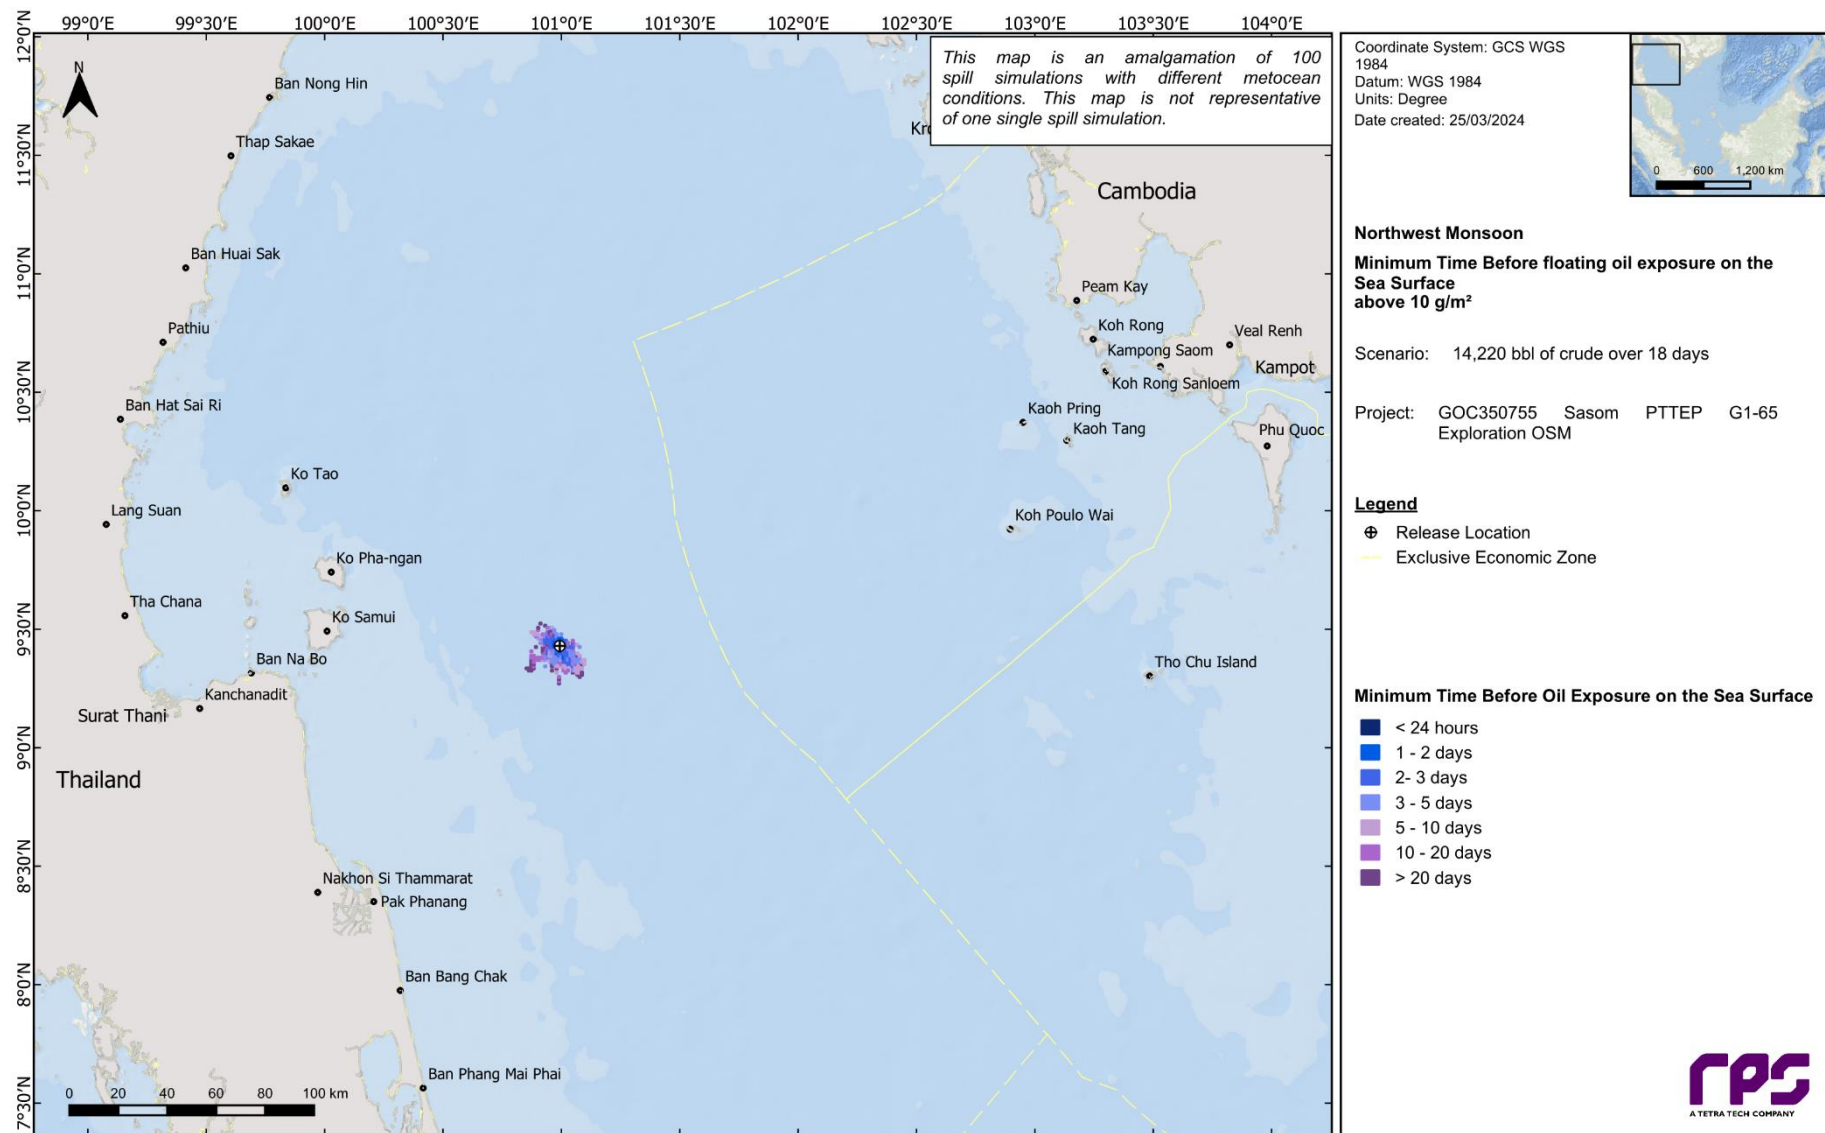 99°0'E 99°30'E 100°0'E 100°30'E 101°0'E 101°30'E 102°0'E 102°30'E 103°0'E 103°30'E 104°0'E
12°0'N
11°30'N
11°0'N
10°30'N
10°0'N
9°30'N
9°0'N
8°30'N
8°0'N
7°30'N
N
This map is an amalgamation of 100
spill simulations with different metocean
conditions. This map is not representative
of one single spill simulation.
Ban Nong Hin
Thap Sakae
Cambodia
Ban Huai Sak
Peam Kay
Pathiu
Koh Rong
Veal Renh
Kampong Saom
Kampot
Koh Rong Sanloem
Ban Hat Sai Ri
Kaoh Pring
Kaoh Tang
Phu Quoc
Ko Tao
Lang Suan
Koh Poulo Wai
Ko Pha-ngan
Tha Chana
Ko Samui
Ban Na Bo
Tho Chu Island
Kanchanadit
Surat Thani
Thailand
Nakhon Si Thammarat
Pak Phanang
Ban Bang Chak
Ban Phang Mai Phai
0 20 40 60 80 100 km
Coordinate System: GCS WGS
1984
Datum: WGS 1984
Units: Degree
Date created: 25/03/2024
0 600 1,200 km
Northwest Monsoon
Minimum Time Before floating oil exposure on the
Sea Surface
above 10 g/m²
Scenario: 14,220 bbl of crude over 18 days
Project: GOC350755 Sasom PTTEP G1-65
Exploration OSM
Legend
Release Location
Exclusive Economic Zone
Minimum Time Before Oil Exposure on the Sea Surface
< 24 hours
1 - 2 days
2- 3 days
3 - 5 days
5 - 10 days
10 - 20 days
> 20 days
rps
A TETRA TECH COMPANY